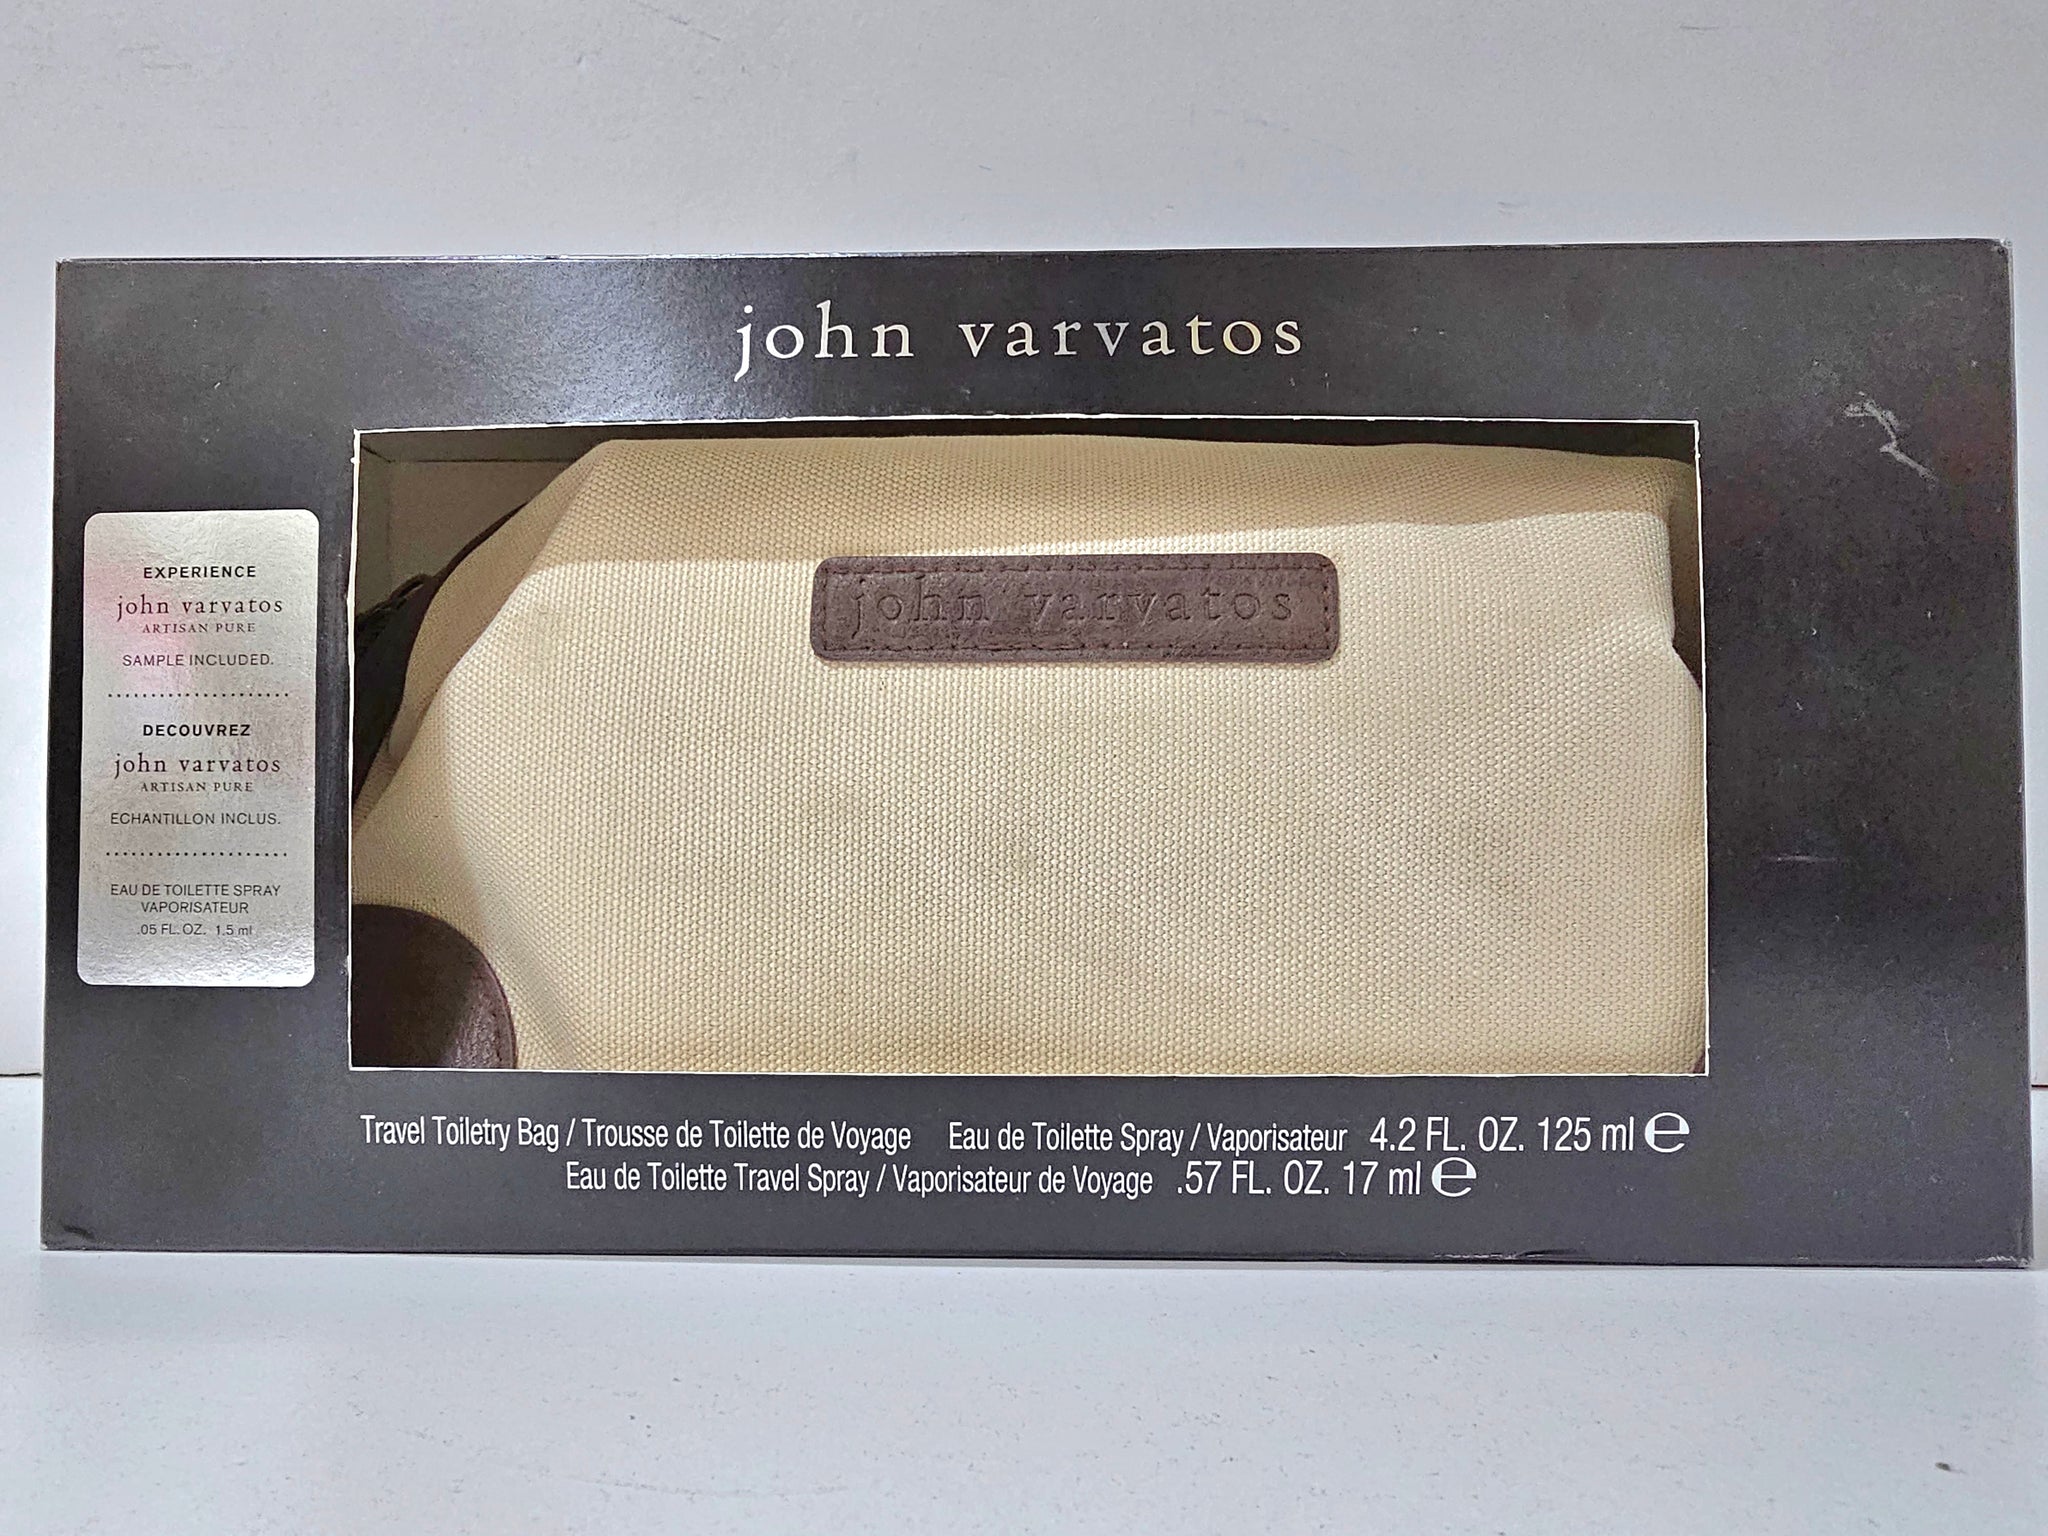 john varvatos
john varvatos
EXPERIENCE
john varvatos
ARTISAN PURE
SAMPLE INCLUDED.
DECOUVREZ
john varvatos
ARTISAN PURE
ECHANTILLON INCLUS.
EAU DE TOILETTE SPRAY
VAPORISATEUR
.05 FL. OZ. 1.5 ml
Travel Toiletry Bag / Trousse de Toilette de Voyage Eau de Toilette Spray / Vaporisateur 4.2 FL. OZ. 125 ml ℮
Eau de Toilette Travel Spray / Vaporisateur de Voyage .57 FL. OZ. 17 ml ℮